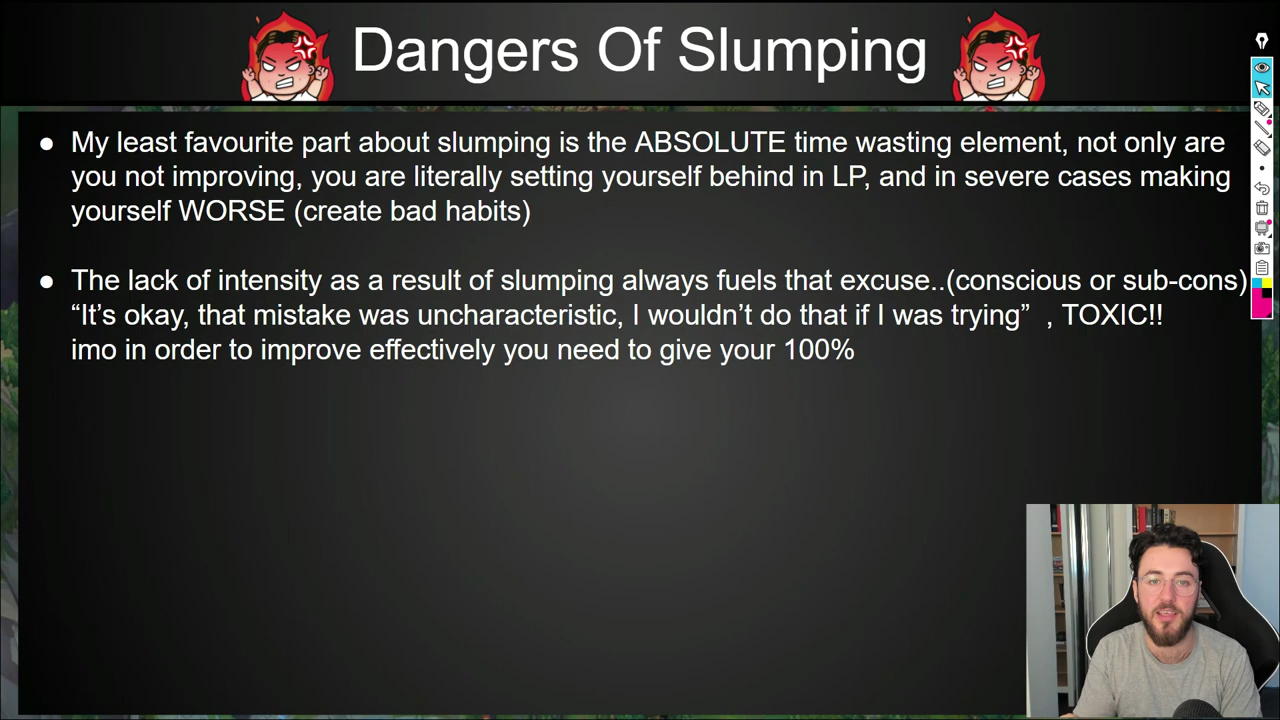 Dangers Of Slumping
● My least favourite part about slumping is the ABSOLUTE time wasting element, not only are
you not improving, you are literally setting yourself behind in LP, and in severe cases making
yourself WORSE (create bad habits)
● The lack of intensity as a result of slumping always fuels that excuse..(conscious or sub-cons)
“It’s okay, that mistake was uncharacteristic, I wouldn’t do that if I was trying” , TOXIC!!
imo in order to improve effectively you need to give your 100%